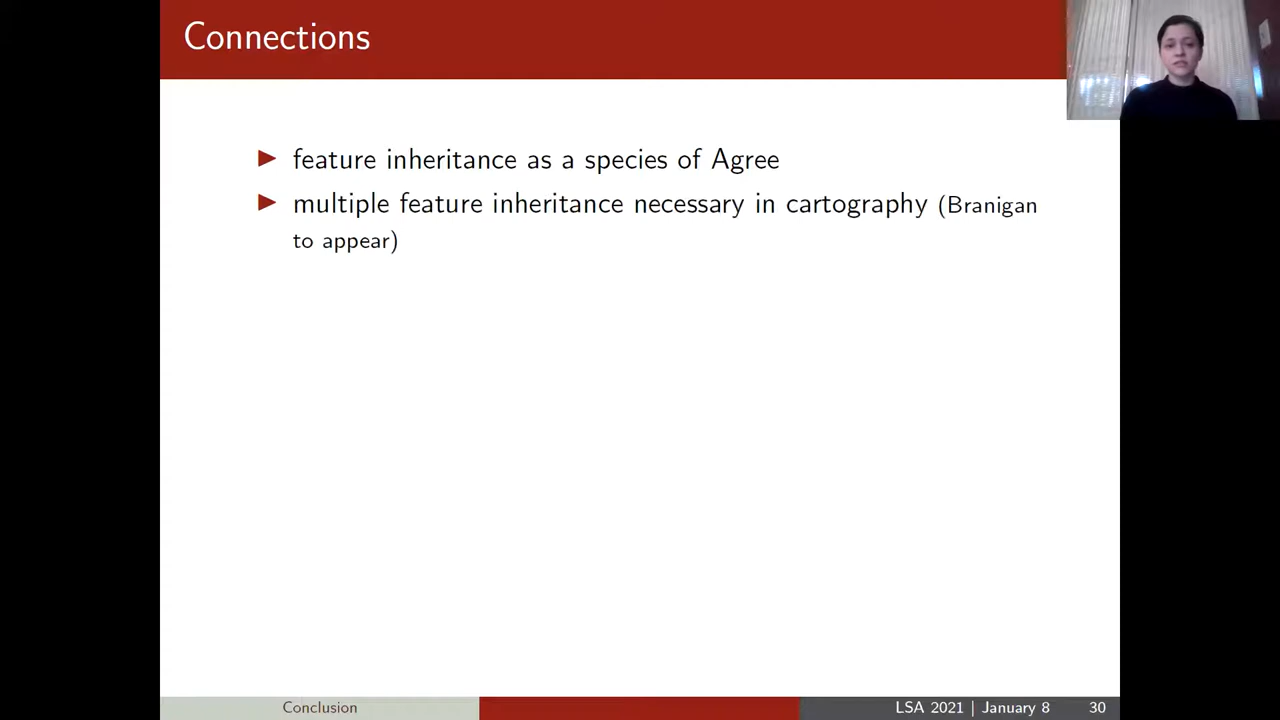 Connections
▶ feature inheritance as a species of Agree
▶ multiple feature inheritance necessary in cartography (Branigan
to appear)
Conclusion
LSA 2021 | January 8 30